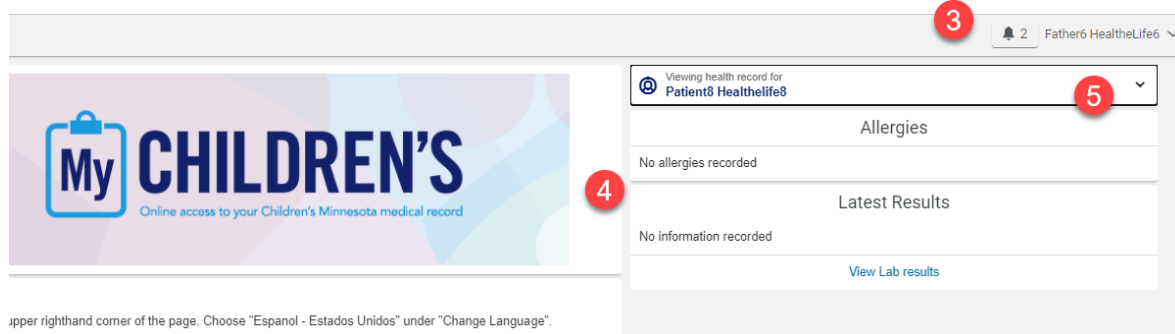 3
2 Father6 HealtheLife6
Viewing health record for
Patient8 Healthelife8
5
My CHILDREN'S
Online access to your Children's Minnesota medical record
4
Allergies
No allergies recorded
Latest Results
No information recorded
View Lab results
upper righthand corner of the page. Choose "Espanol - Estados Unidos" under "Change Language".